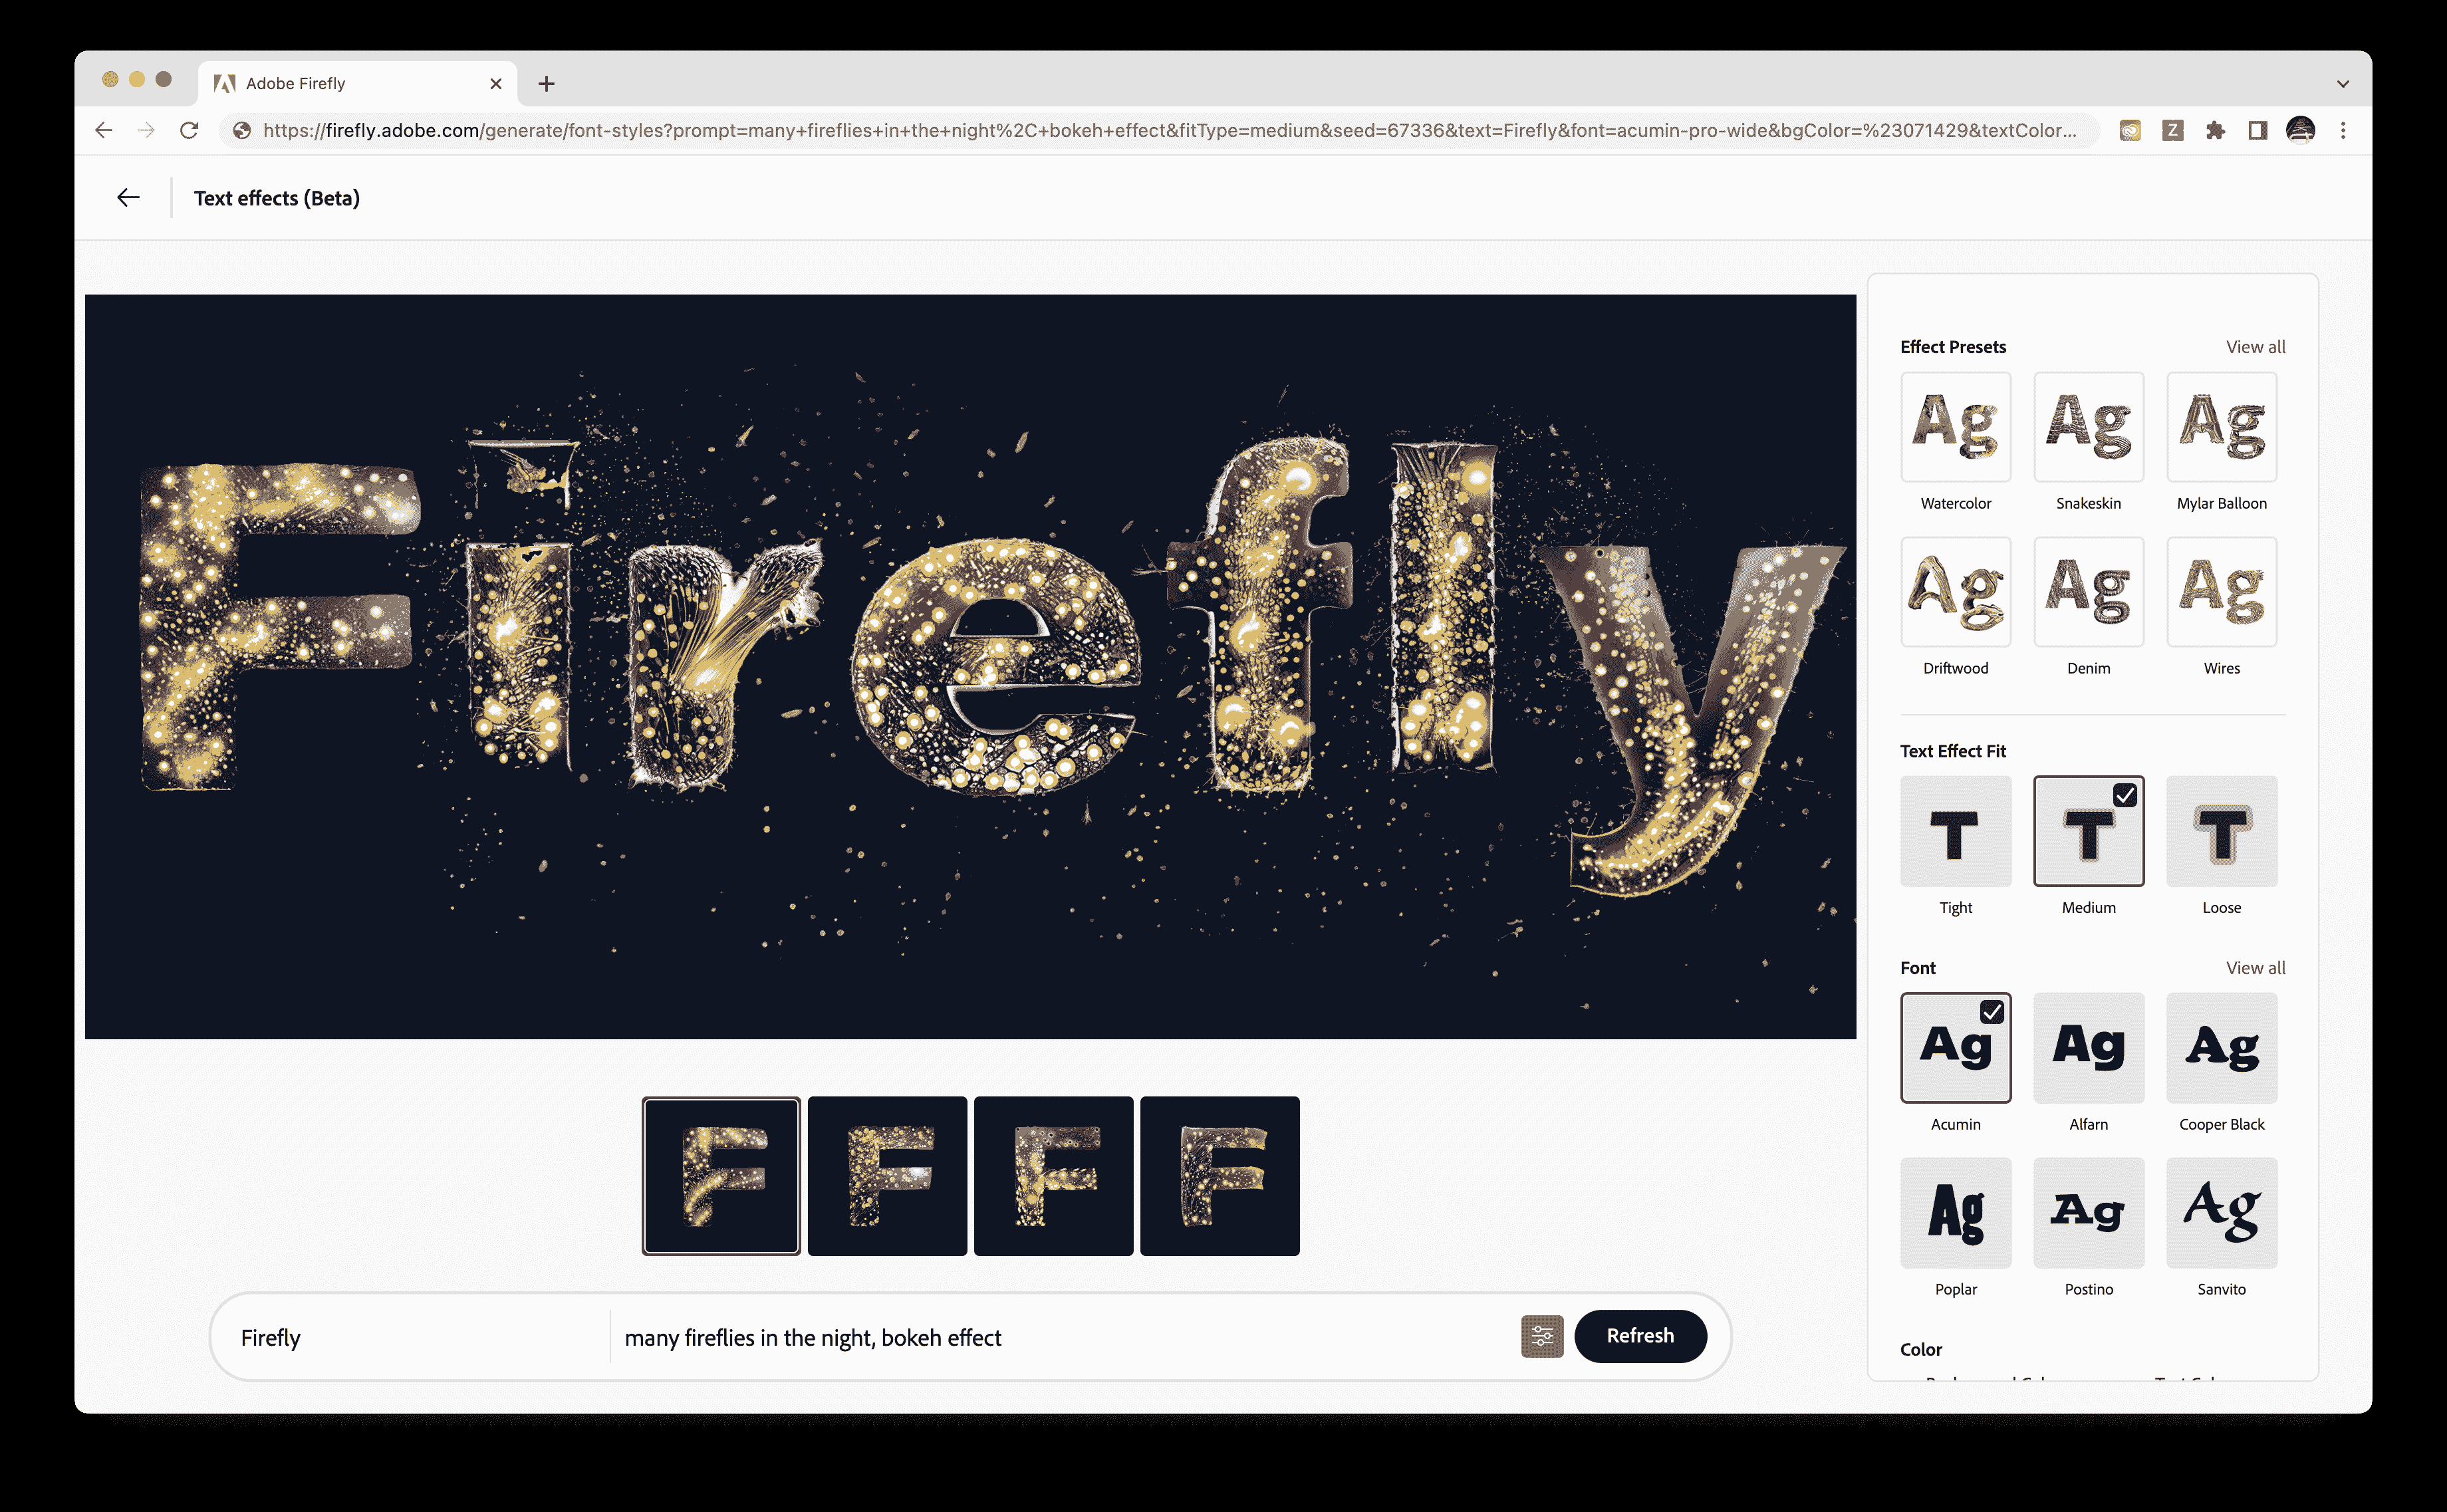 Adobe Firefly
https://firefly.adobe.com/generate/font-styles?prompt=many+fireflies+in+the+night%2C+bokeh+effect&fitType=medium&seed=67336&text=Firefly&font=acumin-pro-wide&bgColor=%23071429&textColor...
Z
Text effects (Beta)
Firefly
Effect Presets View all
Ag Ag Ag
Watercolor Snakeskin Mylar Balloon
Ag Ag Ag
Driftwood Denim Wires
Text Effect Fit
T T T
Tight Medium Loose
Font View all
Ag Ag Ag
Acumin Alfarn Cooper Black
Ag Ag Ag
Poplar Postino Sanvito
Color
F F F F
Firefly many fireflies in the night, bokeh effect Refresh